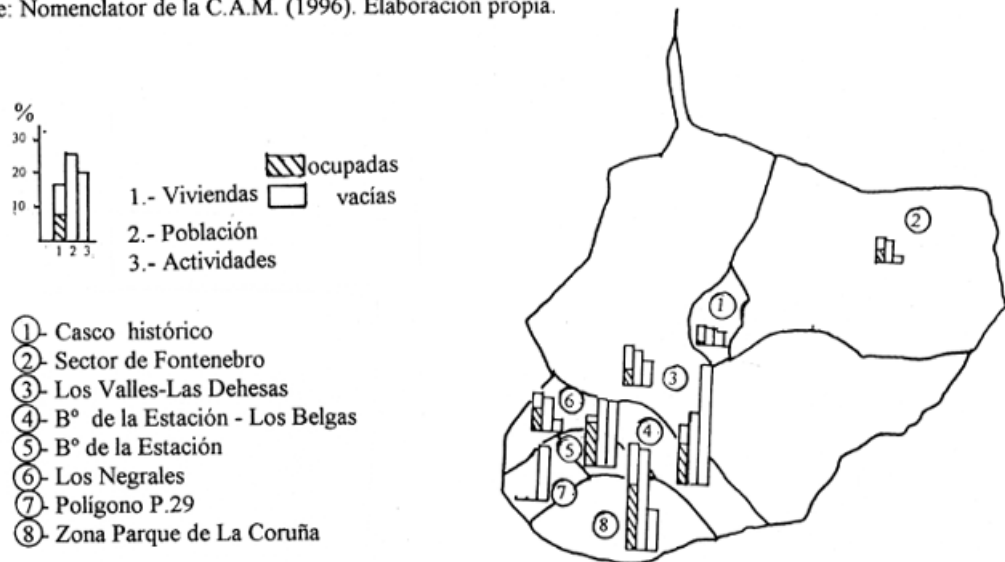 e: Nomenclator de la C.A.M. (1996). Elaboración propia.
%
30
20
10
1 2 3
1.- Viviendas
2.- Población
3.- Actividades
ocupadas
vacías
1- Casco histórico
2- Sector de Fontenebro
3- Los Valles-Las Dehesas
4- Bº de la Estación - Los Belgas
5- Bº de la Estación
6- Los Negrales
7- Polígono P.29
8- Zona Parque de La Coruña
2
1
3
6
4
5
7
8